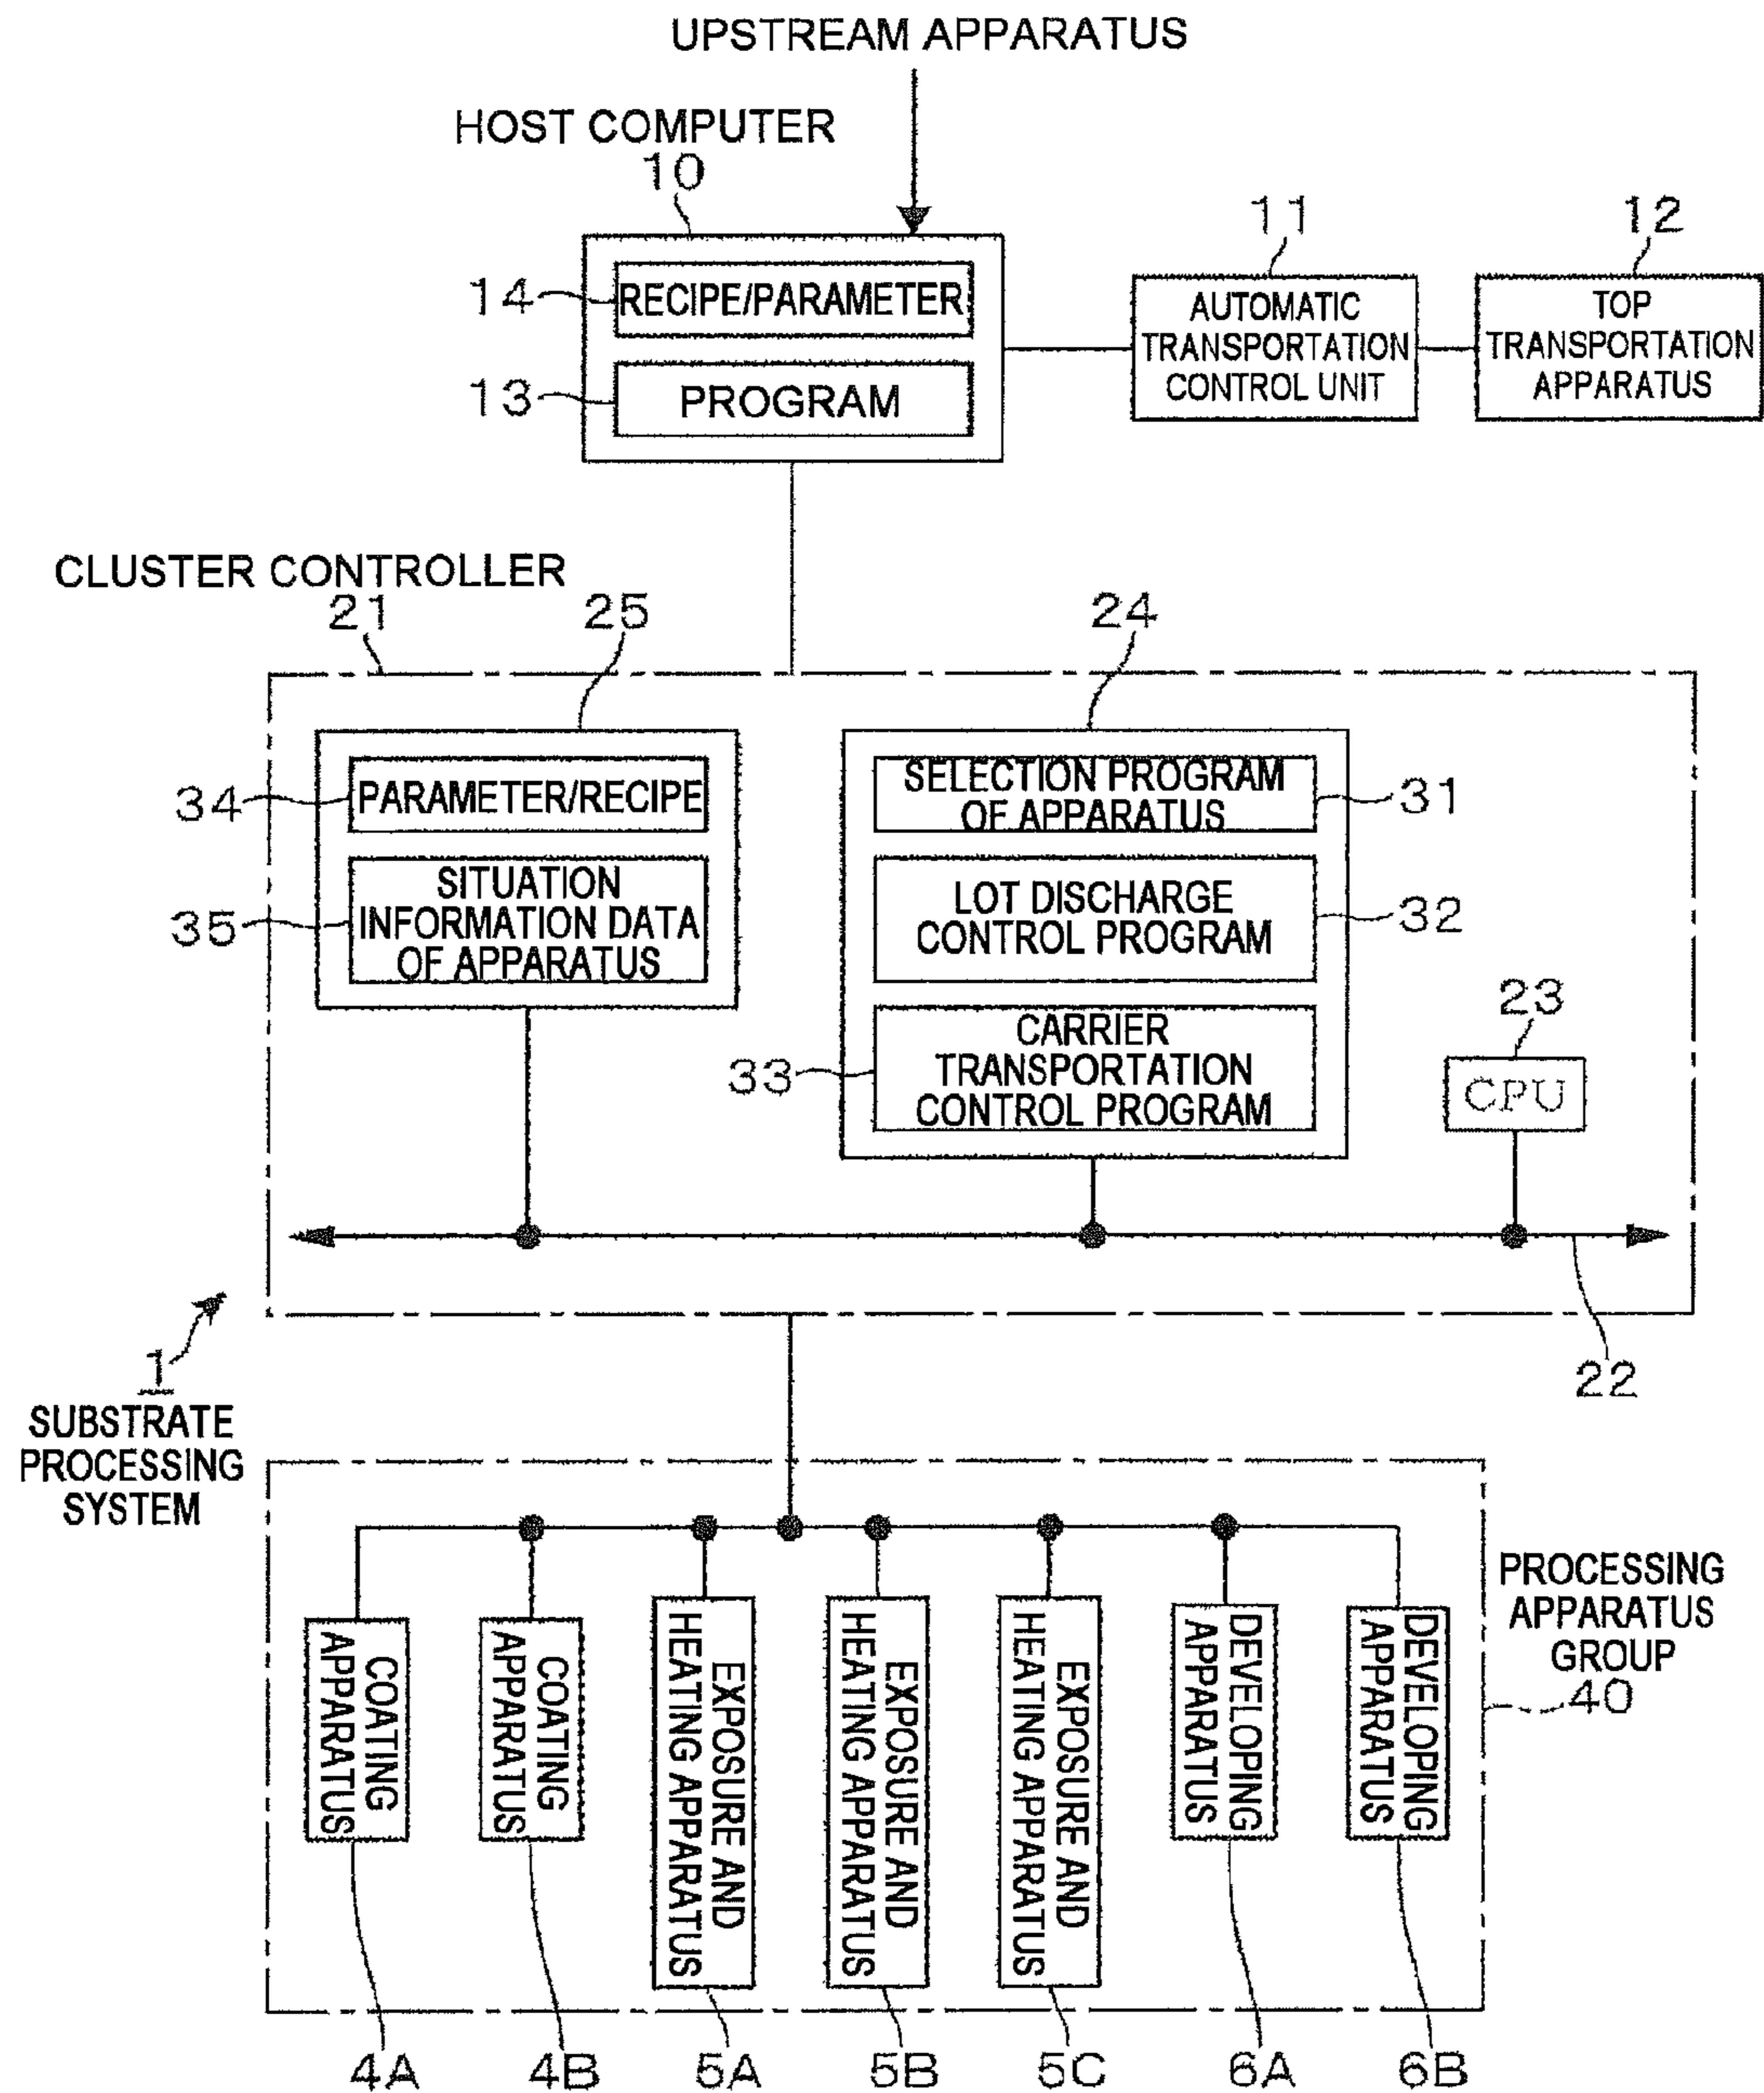 UPSTREAM APPARATUS
HOST COMPUTER
10
14
RECIPE/PARAMETER
13
PROGRAM
11
AUTOMATIC
TRANSPORTATION
CONTROL UNIT
12
TOP
TRANSPORTATION
APPARATUS
CLUSTER CONTROLLER
21
25
34
PARAMETER/RECIPE
35
SITUATION
INFORMATION DATA
OF APPARATUS
24
SELECTION PROGRAM
OF APPARATUS
31
LOT DISCHARGE
CONTROL PROGRAM
32
33
CARRIER
TRANSPORTATION
CONTROL PROGRAM
23
CPU
22
1
SUBSTRATE
PROCESSING
SYSTEM
PROCESSING
APPARATUS
GROUP
40
COATING
APPARATUS
COATING
APPARATUS
EXPOSURE AND
HEATING APPARATUS
EXPOSURE AND
HEATING APPARATUS
EXPOSURE AND
HEATING APPARATUS
DEVELOPING
APPARATUS
DEVELOPING
APPARATUS
4A
4B
5A
5B
5C
6A
6B